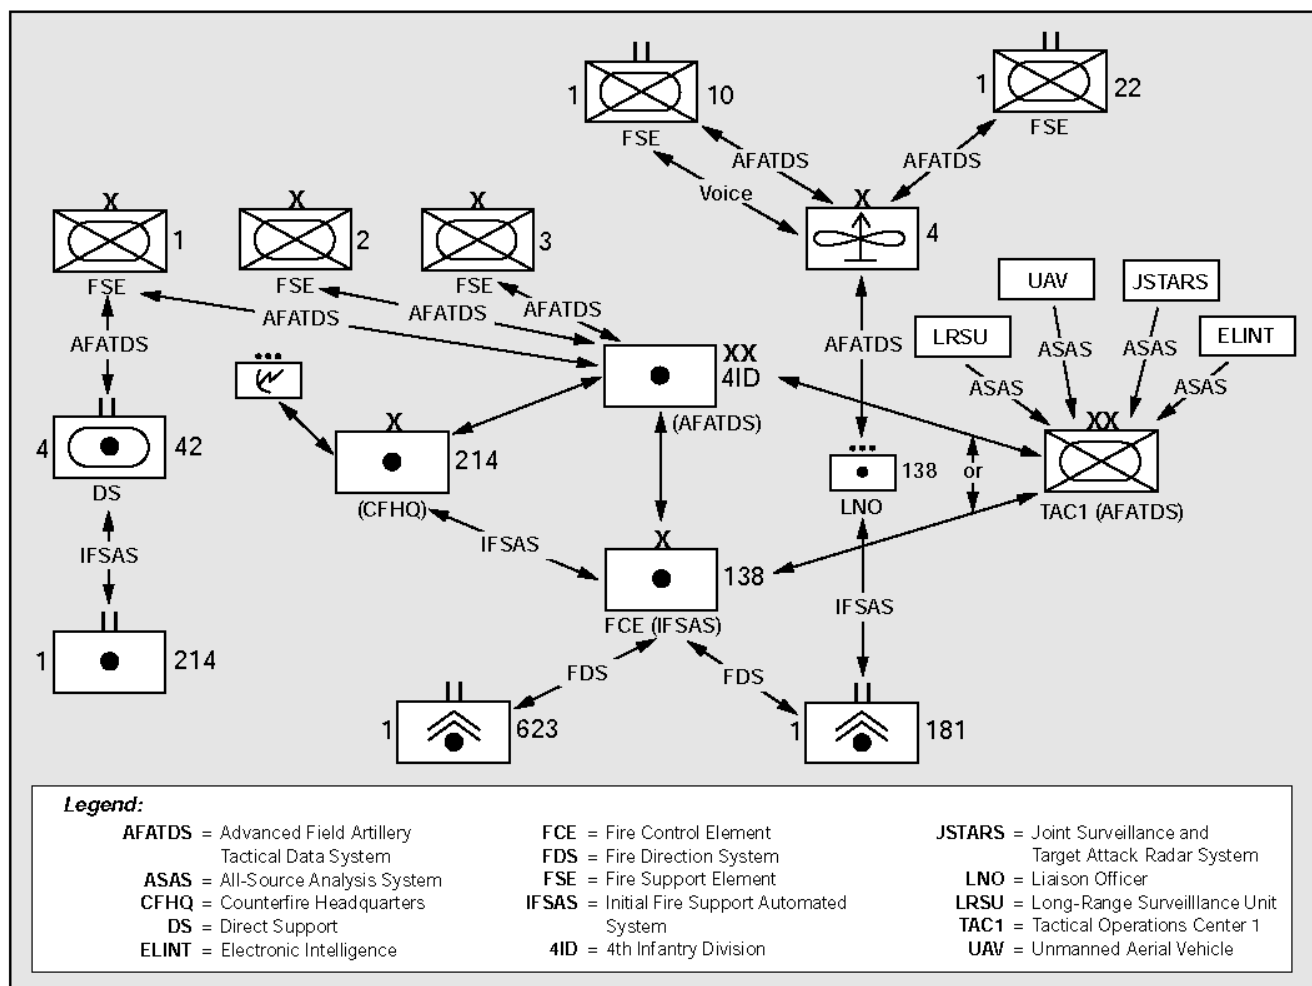 1
10
FSE
1
22
FSE
AFATDS
AFATDS
Voice
X
X
X
X
1
2
3
4
FSE
FSE
FSE
AFATDS
AFATDS
AFATDS
AFATDS
AFATDS
UAV
JSTARS
LRSU
ELINT
ASAS
ASAS
ASAS
ASAS
XX
4ID
(AFATDS)
X
214
(CFHQ)
4
42
DS
138
LNO
or
XX
TAC1 (AFATDS)
IFSAS
IFSAS
X
138
FCE (IFSAS)
IFSAS
1
214
FDS
FDS
1
623
1
181
Legend:
AFATDS = Advanced Field Artillery
Tactical Data System
ASAS = All-Source Analysis System
CFHQ = Counterfire Headquarters
DS = Direct Support
ELINT = Electronic Intelligence
FCE = Fire Control Element
FDS = Fire Direction System
FSE = Fire Support Element
IFSAS = Initial Fire Support Automated
System
4ID = 4th Infantry Division
JSTARS = Joint Surveillance and
Target Attack Radar System
LNO = Liaison Officer
LRSU = Long-Range Surveilllance Unit
TAC1 = Tactical Operations Center 1
UAV = Unmanned Aerial Vehicle